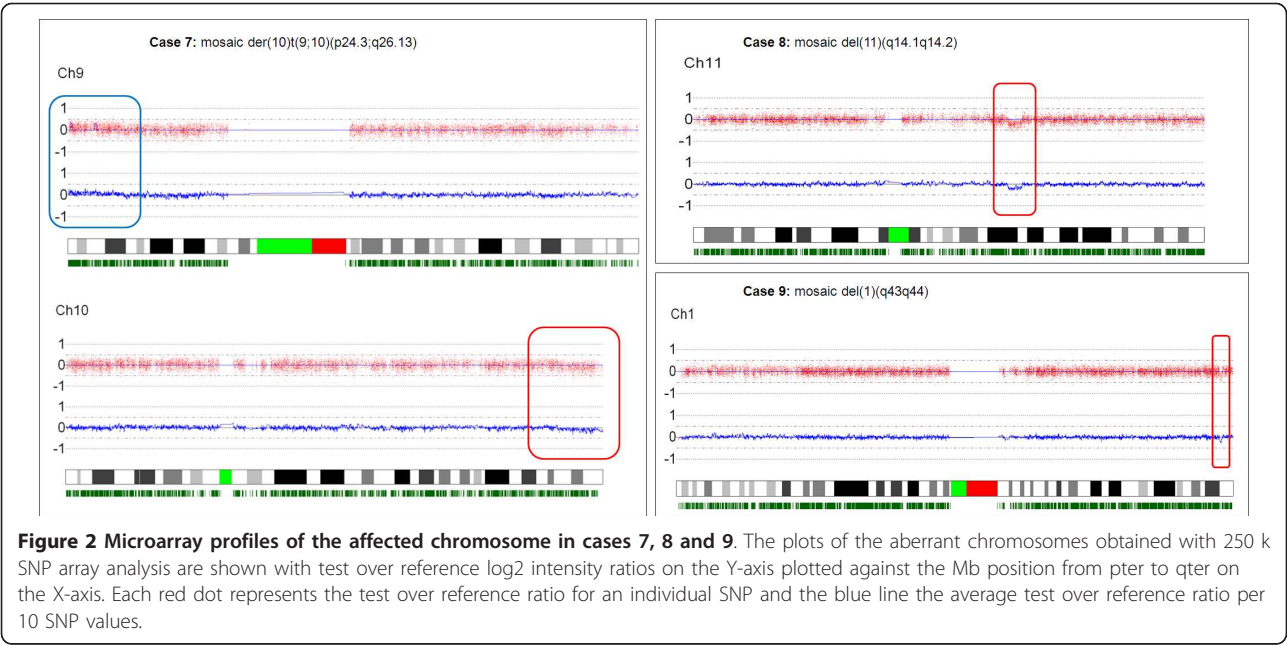 Case 7: mosaic der(10)t(9;10)(p24.3;q26.13)
Ch9
1
0
-1
1
0
-1
Ch10
1
0
-1
1
0
-1
Case 8: mosaic del(11)(q14.1q14.2)
Ch11
1
0
-1
1
0
-1
Case 9: mosaic del(1)(q43q44)
Ch1
1
0
-1
1
0
-1
Figure 2 Microarray profiles of the affected chromosome in cases 7, 8 and 9. The plots of the aberrant chromosomes obtained with 250 k
SNP array analysis are shown with test over reference log2 intensity ratios on the Y-axis plotted against the Mb position from pter to qter on
the X-axis. Each red dot represents the test over reference ratio for an individual SNP and the blue line the average test over reference ratio per
10 SNP values.